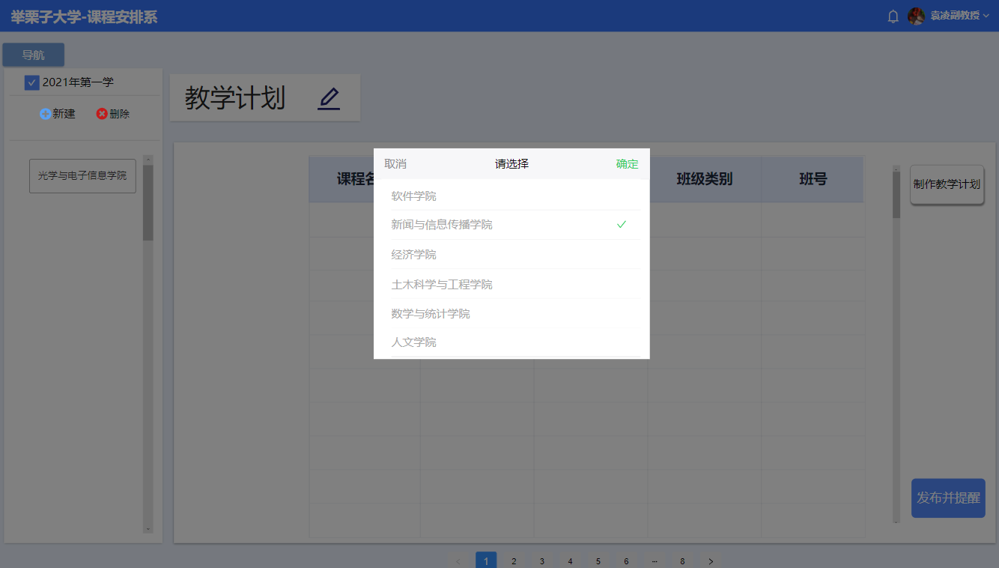 举栗子大学-课程安排系
袁凌副教授
导航
2021年第一学
新建
删除
光学与电子信息学院
教学计划
课程名
班级类别
班号
制作教学计划
取消
请选择
确定
软件学院
新闻与信息传播学院
经济学院
土木科学与工程学院
数学与统计学院
人文学院
发布并提醒
1 2 3 4 5 6 ··· 8